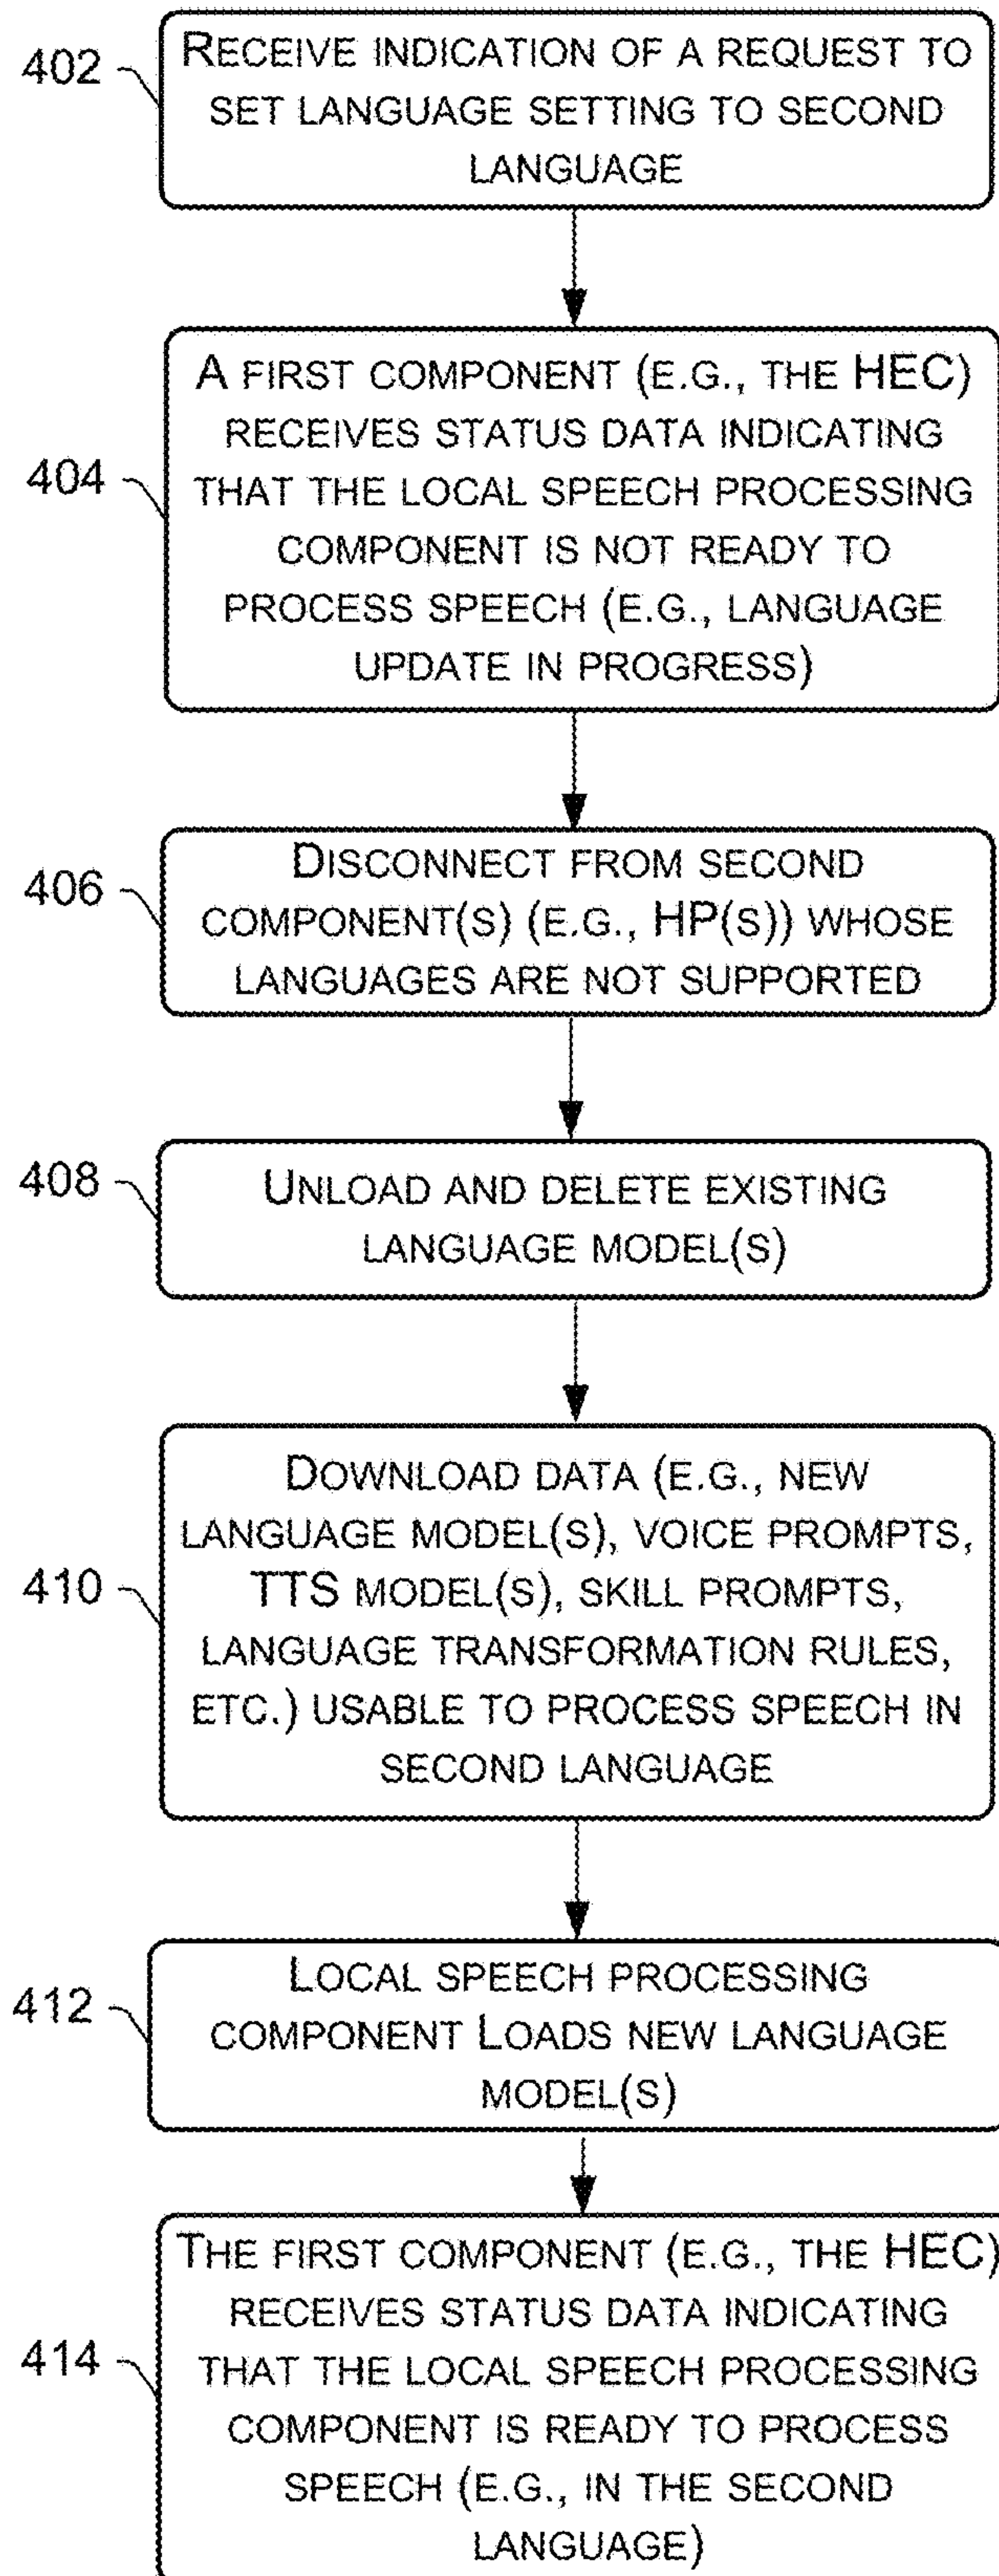 402
RECEIVE INDICATION OF A REQUEST TO
SET LANGUAGE SETTING TO SECOND
LANGUAGE
404
A FIRST COMPONENT (E.G., THE HEC)
RECEIVES STATUS DATA INDICATING
THAT THE LOCAL SPEECH PROCESSING
COMPONENT IS NOT READY TO
PROCESS SPEECH (E.G., LANGUAGE
UPDATE IN PROGRESS)
406
DISCONNECT FROM SECOND
COMPONENT(S) (E.G., HP(S)) WHOSE
LANGUAGES ARE NOT SUPPORTED
408
UNLOAD AND DELETE EXISTING
LANGUAGE MODEL(S)
410
DOWNLOAD DATA (E.G., NEW
LANGUAGE MODEL(S), VOICE PROMPTS,
TTS MODEL(S), SKILL PROMPTS,
LANGUAGE TRANSFORMATION RULES,
ETC.) USABLE TO PROCESS SPEECH IN
SECOND LANGUAGE
412
LOCAL SPEECH PROCESSING
COMPONENT LOADS NEW LANGUAGE
MODEL(S)
414
THE FIRST COMPONENT (E.G., THE HEC)
RECEIVES STATUS DATA INDICATING
THAT THE LOCAL SPEECH PROCESSING
COMPONENT IS READY TO PROCESS
SPEECH (E.G., IN THE SECOND
LANGUAGE)